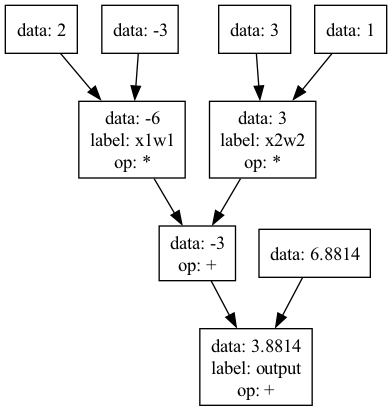 data: 2
data: -3
data: 3
data: 1
data: -6
label: x1w1
op: *
data: 3
label: x2w2
op: *
data: -3
op: +
data: 6.8814
data: 3.8814
label: output
op: +